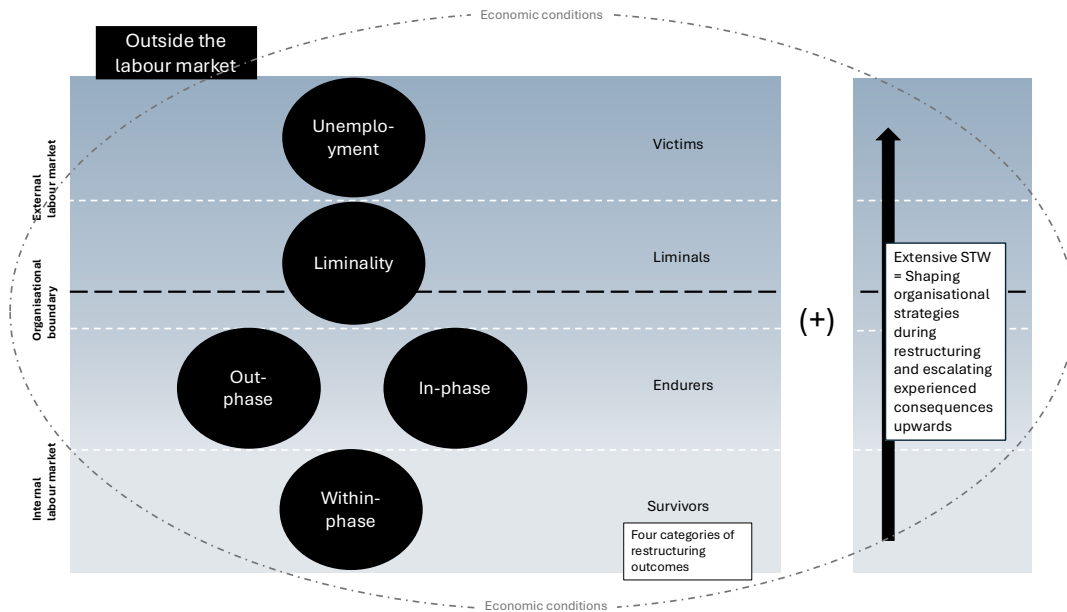 Economic conditions
Outside the
labour market
Unemplo-
yment
Victims
External
labour market
Liminality
Liminals
Organisational
boundary
(+)
Extensive STW
= Shaping
organisational
strategies
during
restructuring
and escalating
experienced
consequences
upwards
Out-
phase
In-phase
Endurers
Internal
labour market
Within-
phase
Survivors
Four categories of
restructuring
outcomes
Economic conditions